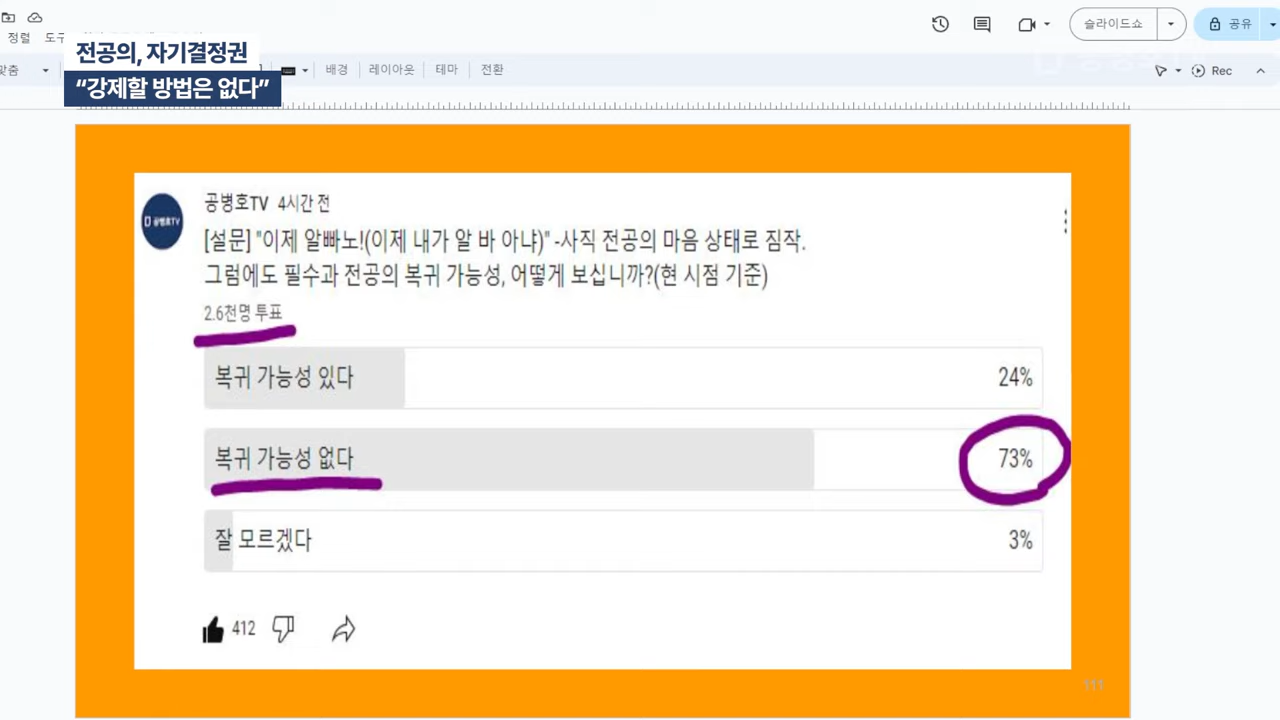 정렬
도구
슬라이드쇼
공유
전공의, 자기결정권
“강제할 방법은 없다”
맞춤
배경
레이아웃
테마
전환
Rec
공병호TV
공병호TV 4시간 전
[설문] "이제 알빠노!(이제 내가 알 바 아냐)" -사직 전공의 마음 상태로 짐작.
그럼에도 필수과 전공의 복귀 가능성, 어떻게 보십니까?(현 시점 기준)
2.6천명 투표
복귀 가능성 있다 24%
복귀 가능성 없다 73%
잘 모르겠다 3%
412
111